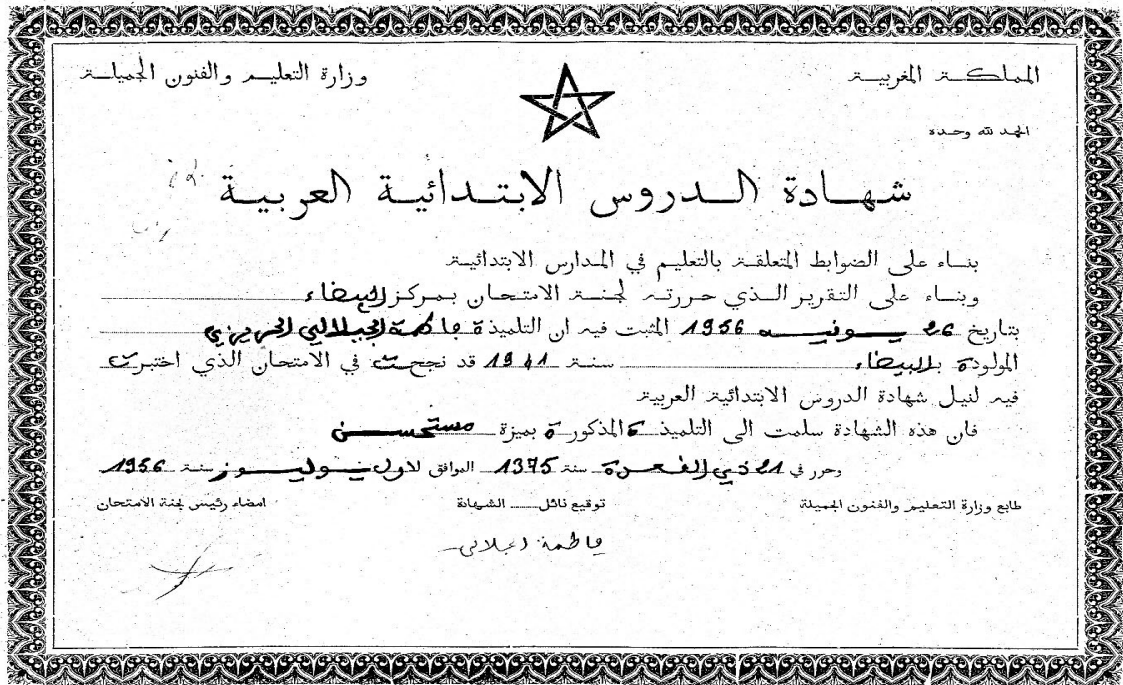 المملكة المغربية
وزارة التعليم والفنون الجميلة
الحمد لله وحده
شهادة الدروس الابتدائية العربية
بناء على الضوابط المتعلقة بالتعليم في المدارس الابتدائية
وبناء على التقرير الذي حررته لجنة الامتحان بمركز البيضاء
بتاريخ 26 يونيه 1956 المثبت فيه ان التلميذة فاطمة الجيلالي الحريزي
المولودة بالبيضاء سنة 1941 قد نجحت في الامتحان الذي اختبرت
فيه لنيل شهادة الدروس الابتدائية العربية
فان هذه الشهادة سلمت الى التلميذة المذكورة بميزة مستحسن
وحرر في 21 ذي القعدة سنة 1375 الموافق لاول يوليوز سنة 1956
طابع وزارة التعليم والفنون الجميلة
توقيع نائل الشهادة
امضاء رئيس لجنة الامتحان
فاطمة الجلالي